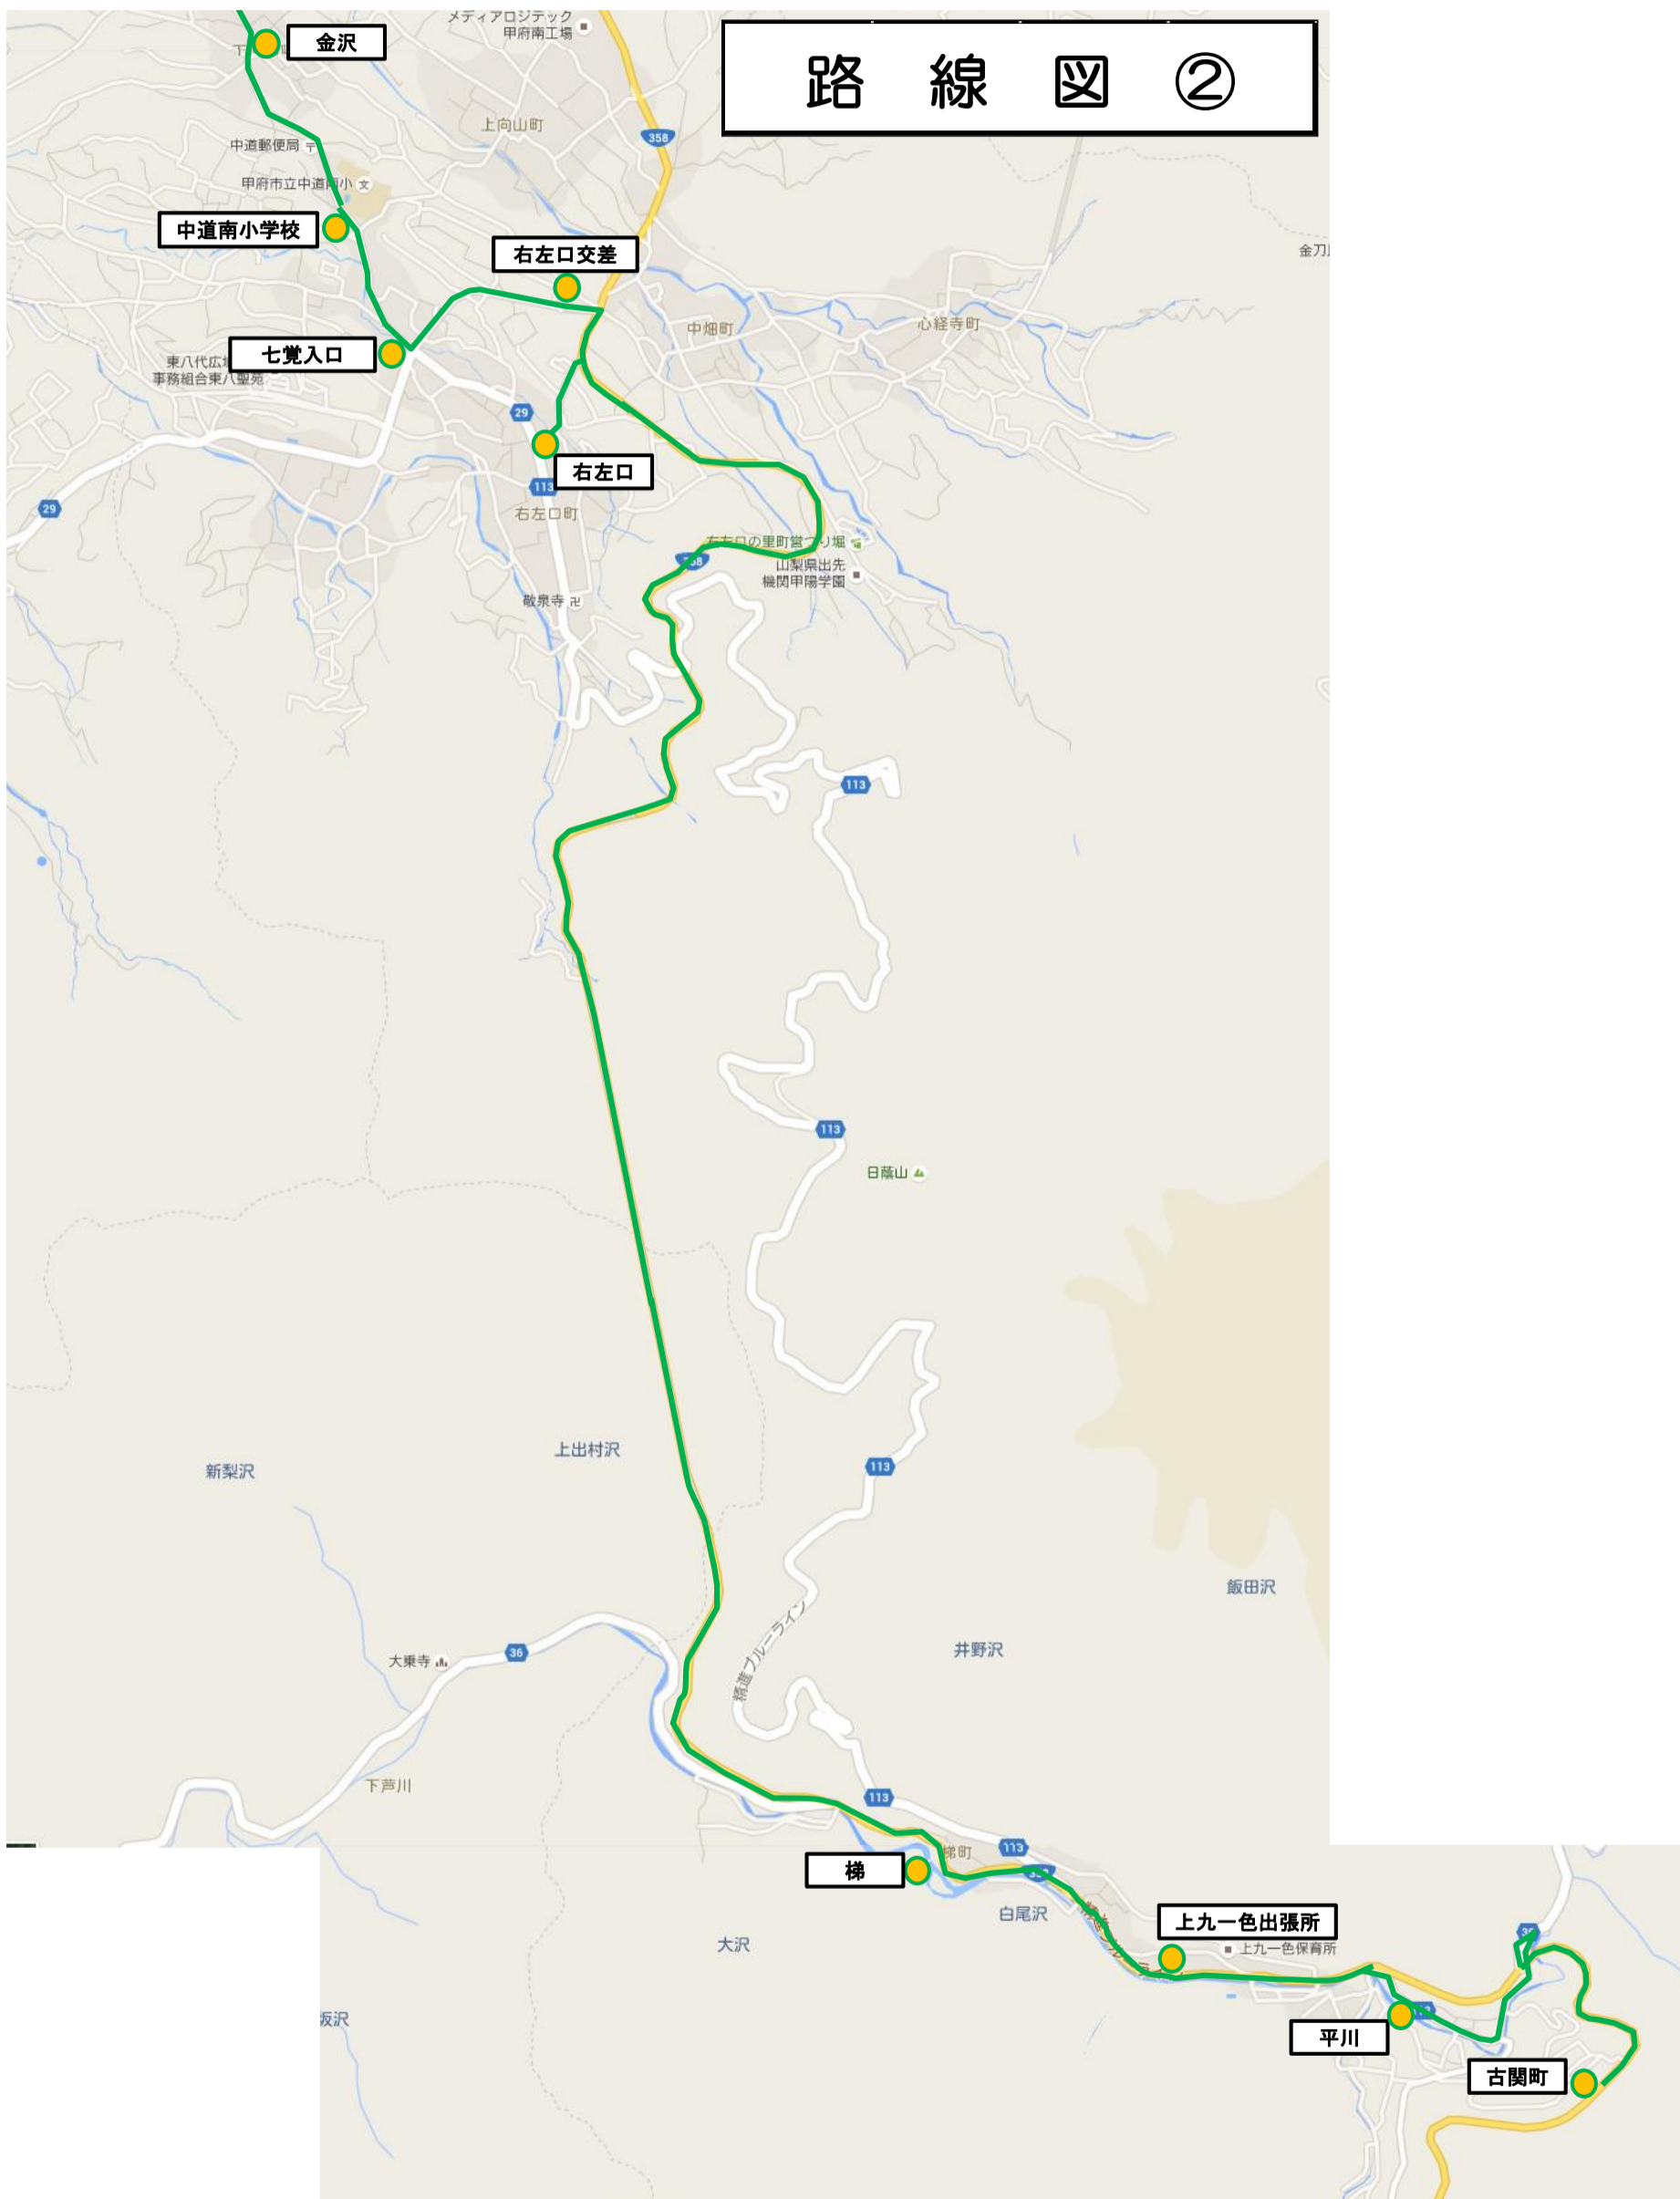 メディアロジテック
甲府南工場
路線図②
金沢
上向山町
358
中道郵便局
甲府市立中道南小
中道南小学校
右左口交差
金刀
中畑町
心経寺町
七覚入口
東八代広域
事務組合東八聖苑
29
右左口
113
29
右左口町
右左口の里町営つり堀
358
山梨県出先
機関甲陽学園
敬泉寺
113
113
日蔭山
上出村沢
新梨沢
113
飯田沢
精進ブルーライン
井野沢
36
大乗寺
下芦川
113
梯町
113
梯
358
白尾沢
上九一色出張所
大沢
上九一色保育所
坂沢
平川
古関町